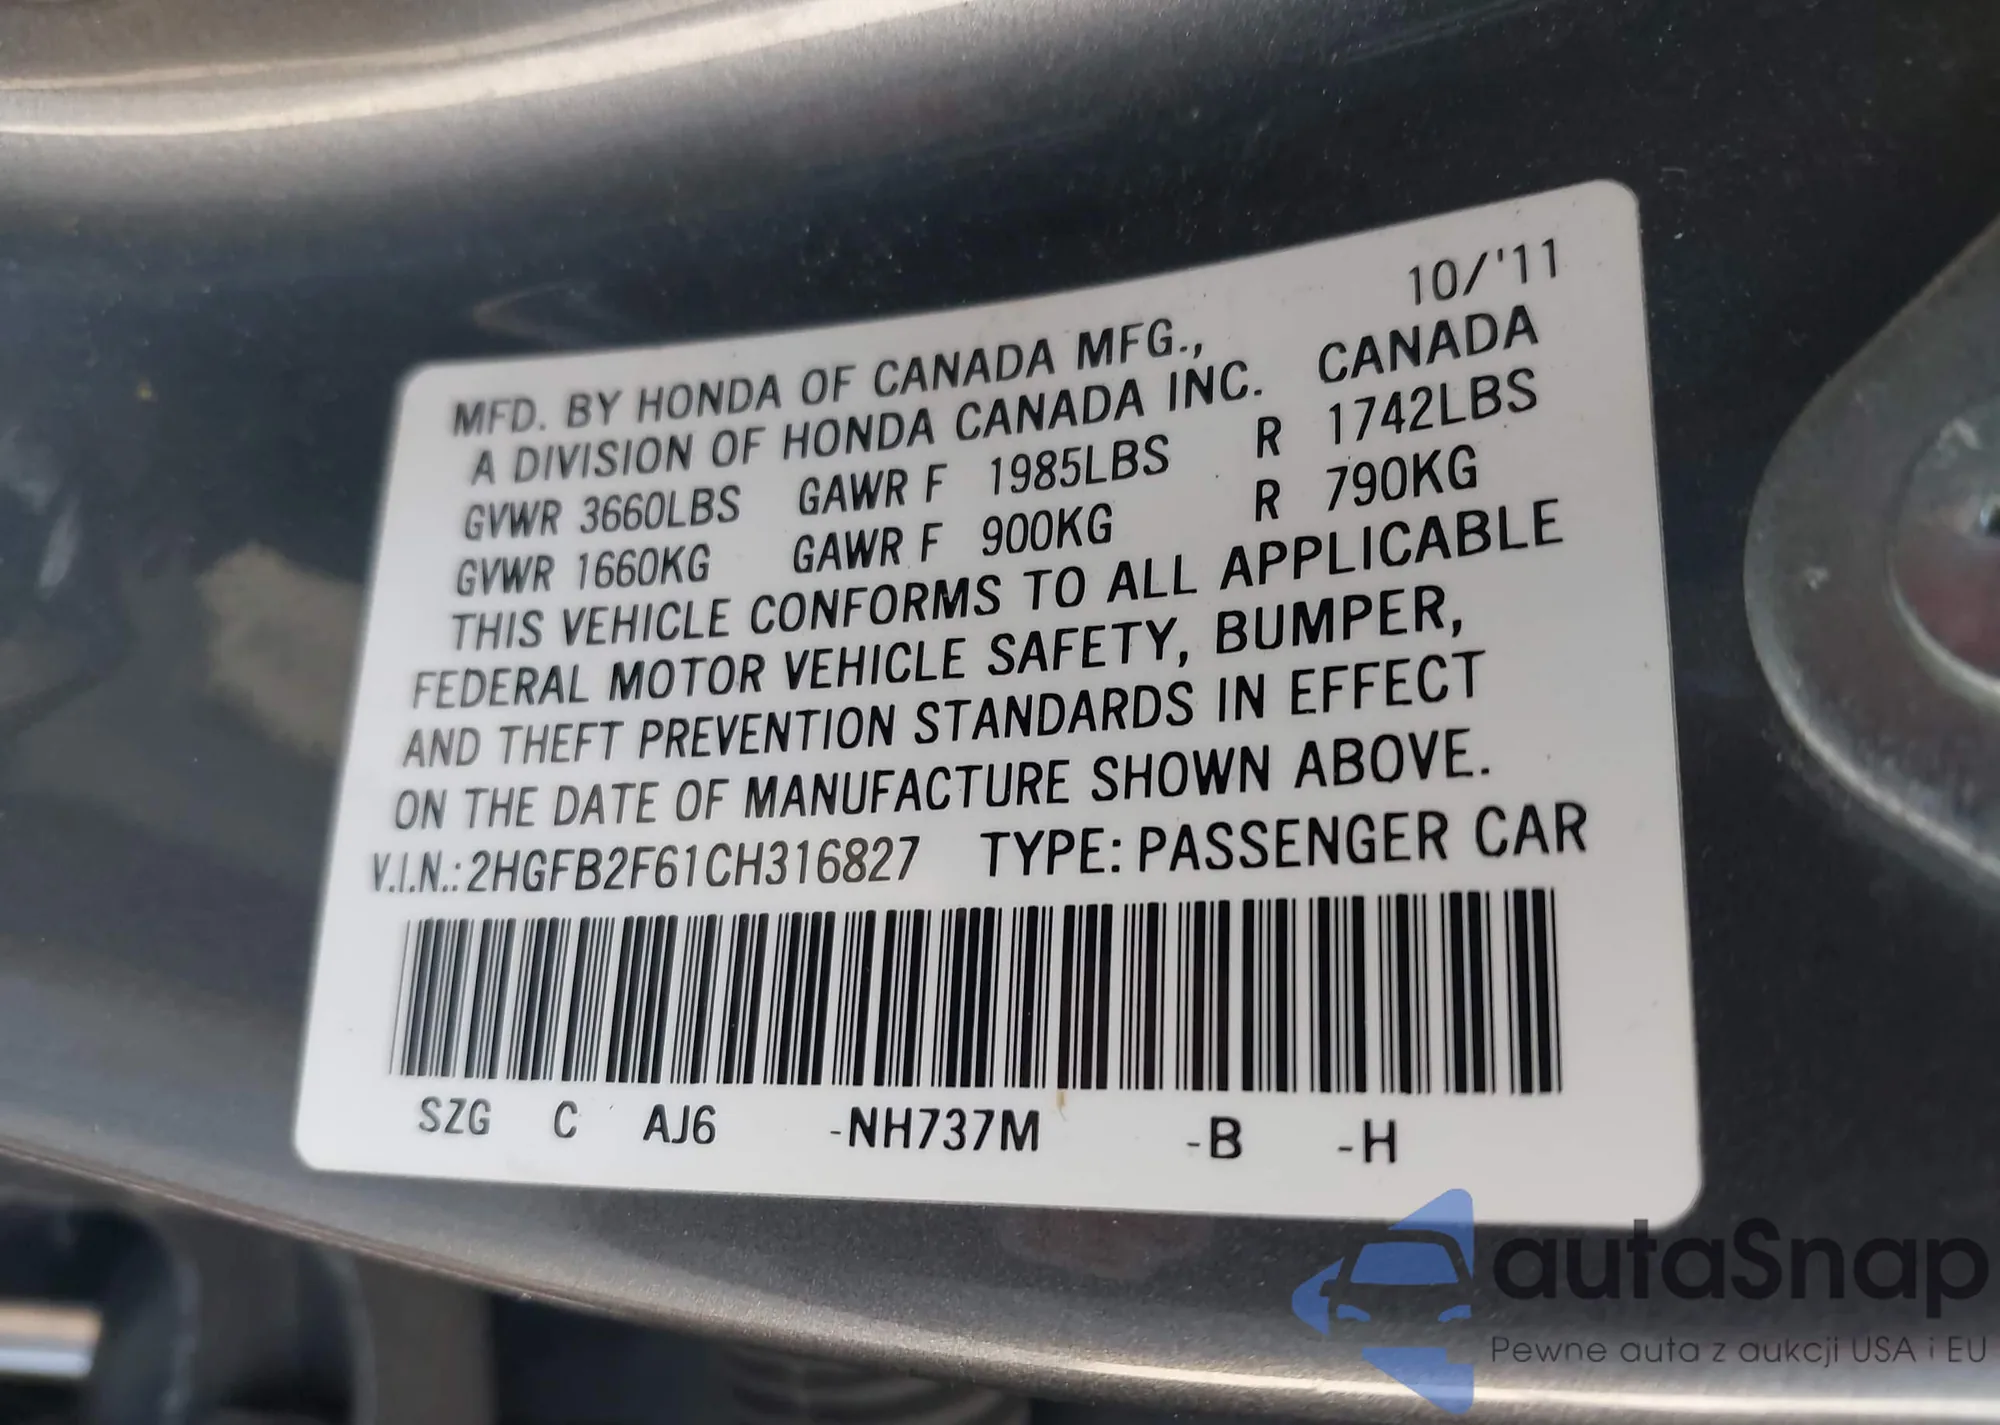 10/'11
MFD. BY HONDA OF CANADA MFG.,
A DIVISION OF HONDA CANADA INC. CANADA
GVWR 3660LBS GAWR F 1985LBS R 1742LBS
GVWR 1660KG GAWR F 900KG R 790KG
THIS VEHICLE CONFORMS TO ALL APPLICABLE
FEDERAL MOTOR VEHICLE SAFETY, BUMPER,
AND THEFT PREVENTION STANDARDS IN EFFECT
ON THE DATE OF MANUFACTURE SHOWN ABOVE.
V.I.N.:2HGFB2F61CH316827 TYPE: PASSENGER CAR
SZG C AJ6 -NH737M -B -H
autaSnap
Pewne auta z aukcji USA i EU